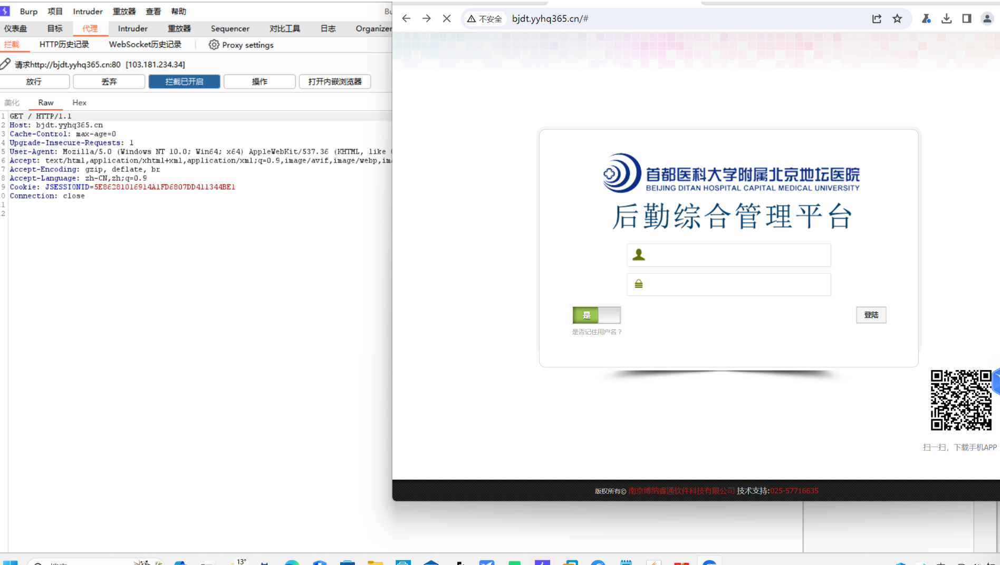 Burp 项目 Intruder 重放器 查看 帮助
仪表盘 目标 代理 Intruder 重放器 Sequencer 对比工具 日志 Organizer
拦截 HTTP历史记录 WebSocket历史记录 Proxy settings
请求http://bjdt.yyhq365.cn:80 [103.181.234.34]
放行 丢弃 拦截已开启 操作 打开内嵌浏览器
美化 Raw Hex
1 GET / HTTP/1.1
2 Host: bjdt.yyhq365.cn
3 Cache-Control: max-age=0
4 Upgrade-Insecure-Requests: 1
5 User-Agent: Mozilla/5.0 (Windows NT 10.0; Win64; x64) AppleWebKit/537.36 (KHTML, like
6 Accept: text/html,application/xhtml+xml,application/xml;q=0.9,image/avif,image/webp,
7 Accept-Encoding: gzip, deflate, br
8 Accept-Language: zh-CN,zh;q=0.9
9 Cookie: JSESSIONID=5E86281016914A1FD6807DD411344BE1
0 Connection: close
1
2
不安全 bjdt.yyhq365.cn/#
首都医科大学附属北京地坛医院
BEIJING DITAN HOSPITAL CAPITAL MEDICAL UNIVERSITY
后勤综合管理平台
是 登陆
是否记住用户名？
扫一扫，下载手机APP
版权所有© 南京博纳睿通软件科技有限公司 技术支持:025-57716635
13°